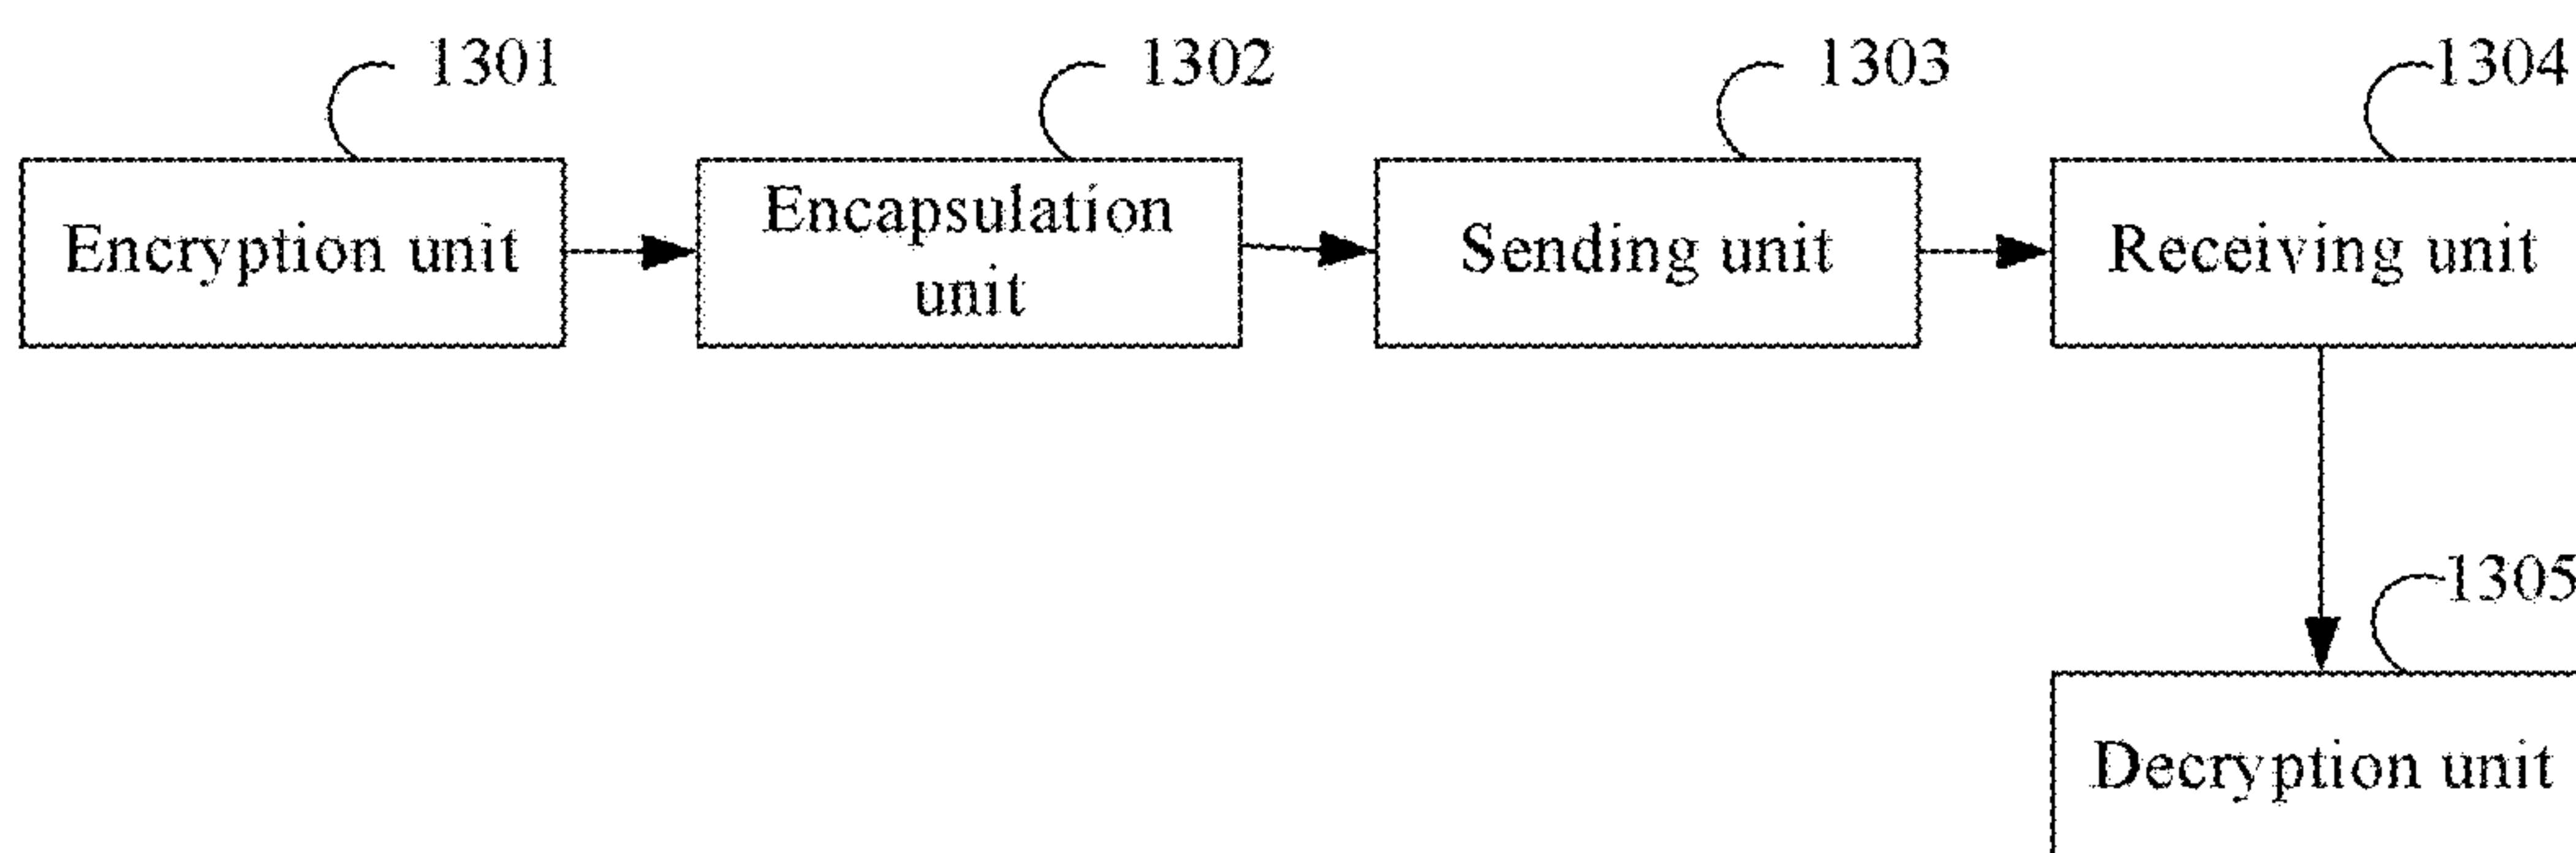 1301
1302
1303
1304
Encryption unit
Encapsulation
unit
Sending unit
Receiving unit
1305
Decryption unit